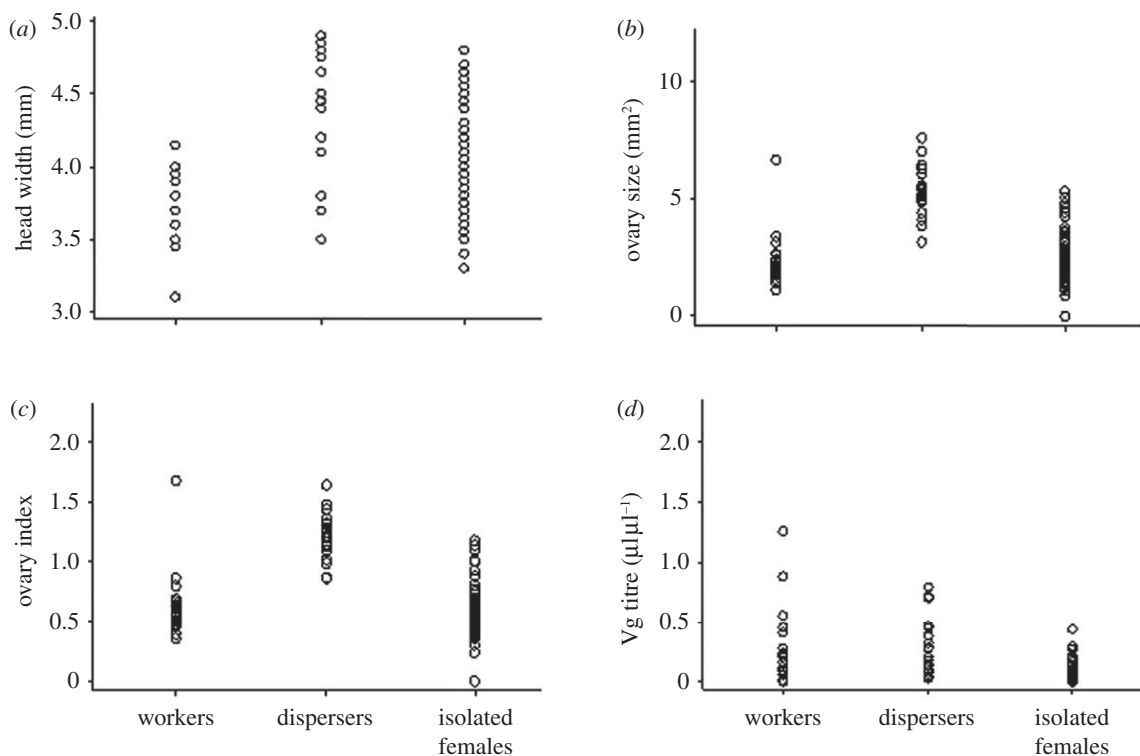 (a)
head width (mm)
5.0
4.5
4.0
3.5
3.0
(b)
ovary size (mm²)
10
5
0
(c)
ovary index
2.0
1.5
1.0
0.5
0
workers
dispersers
isolated
females
(d)
Vg titre (µl µl⁻¹)
2.0
1.5
1.0
0.5
0
workers
dispersers
isolated
females